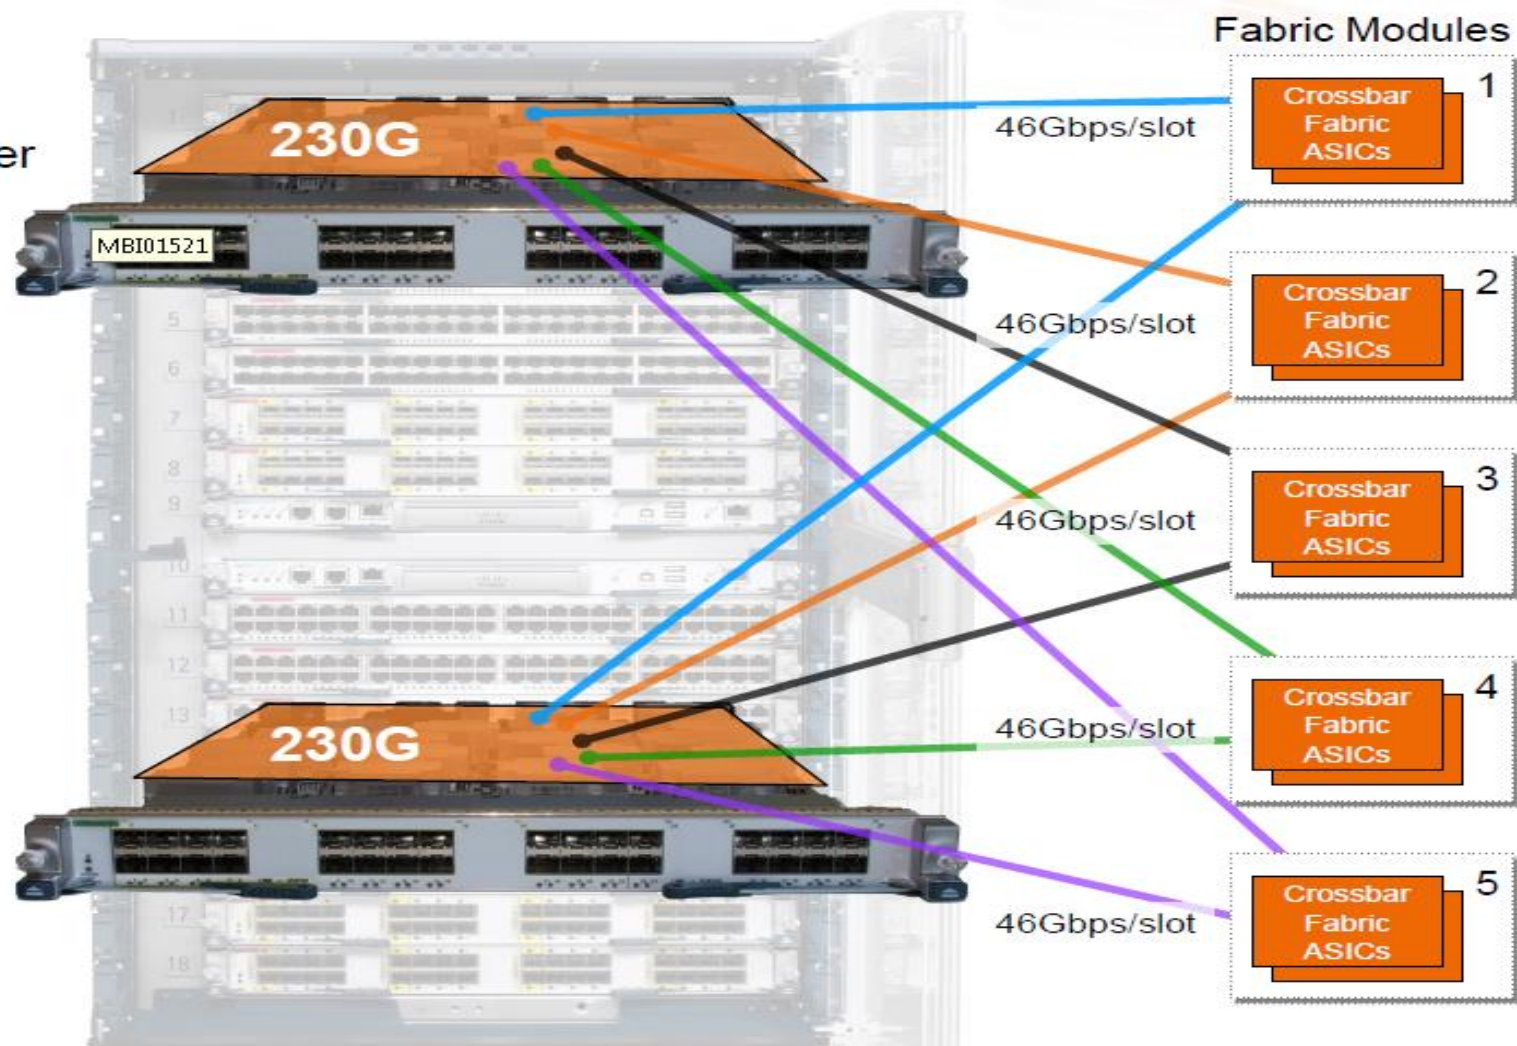 Fabric Modules
er
230G
MBI01521
46Gbps/slot
1
Crossbar
Fabric
ASICs
46Gbps/slot
2
Crossbar
Fabric
ASICs
46Gbps/slot
3
Crossbar
Fabric
ASICs
46Gbps/slot
4
Crossbar
Fabric
ASICs
46Gbps/slot
5
Crossbar
Fabric
ASICs
5
6
7
8
9
10
11
12
13
230G
17
18